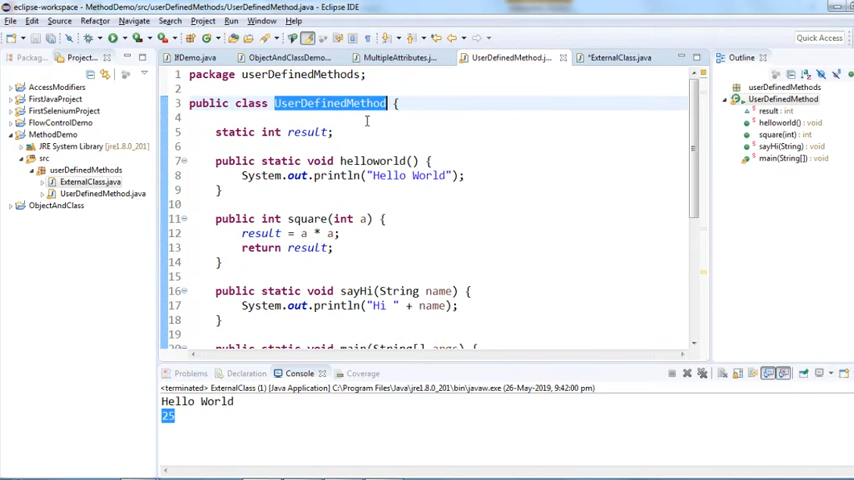 eclipse-workspace - MethodDemo/src/userDefinedMethods/UserDefinedMethod.java - Eclipse IDE
File Edit Source Refactor Navigate Search Project Run Window Help
Quick Access
Packag...
Project...
IfDemo.java
ObjectAndClassDemo...
MultipleAttributes.j...
UserDefinedMethod.j...
*ExternalClass.java
Outline
AccessModifiers
FirstJavaProject
FirstSeleniumProject
FlowControlDemo
MethodDemo
JRE System Library [jre1.8.0_201]
src
userDefinedMethods
ExternalClass.java
UserDefinedMethod.java
ObjectAndClass
1 package userDefinedMethods;
2
3 public class UserDefinedMethod {
4
5 static int result;
6
7 public static void helloworld() {
8 System.out.println("Hello World");
9 }
10
11 public int square(int a) {
12 result = a * a;
13 return result;
14 }
15
16 public static void sayHi(String name) {
17 System.out.println("Hi " + name);
18 }
19
20 public static void main(String[] args) {
userDefinedMethods
UserDefinedMethod
result : int
helloworld() : void
square(int) : int
sayHi(String) : void
main(String[]) : void
Problems
Declaration
Console
Coverage
<terminated> ExternalClass (1) [Java Application] C:\Program Files\Java\jre1.8.0_201\bin\javaw.exe (26-May-2019, 9:42:00 PM)
Hello World
25